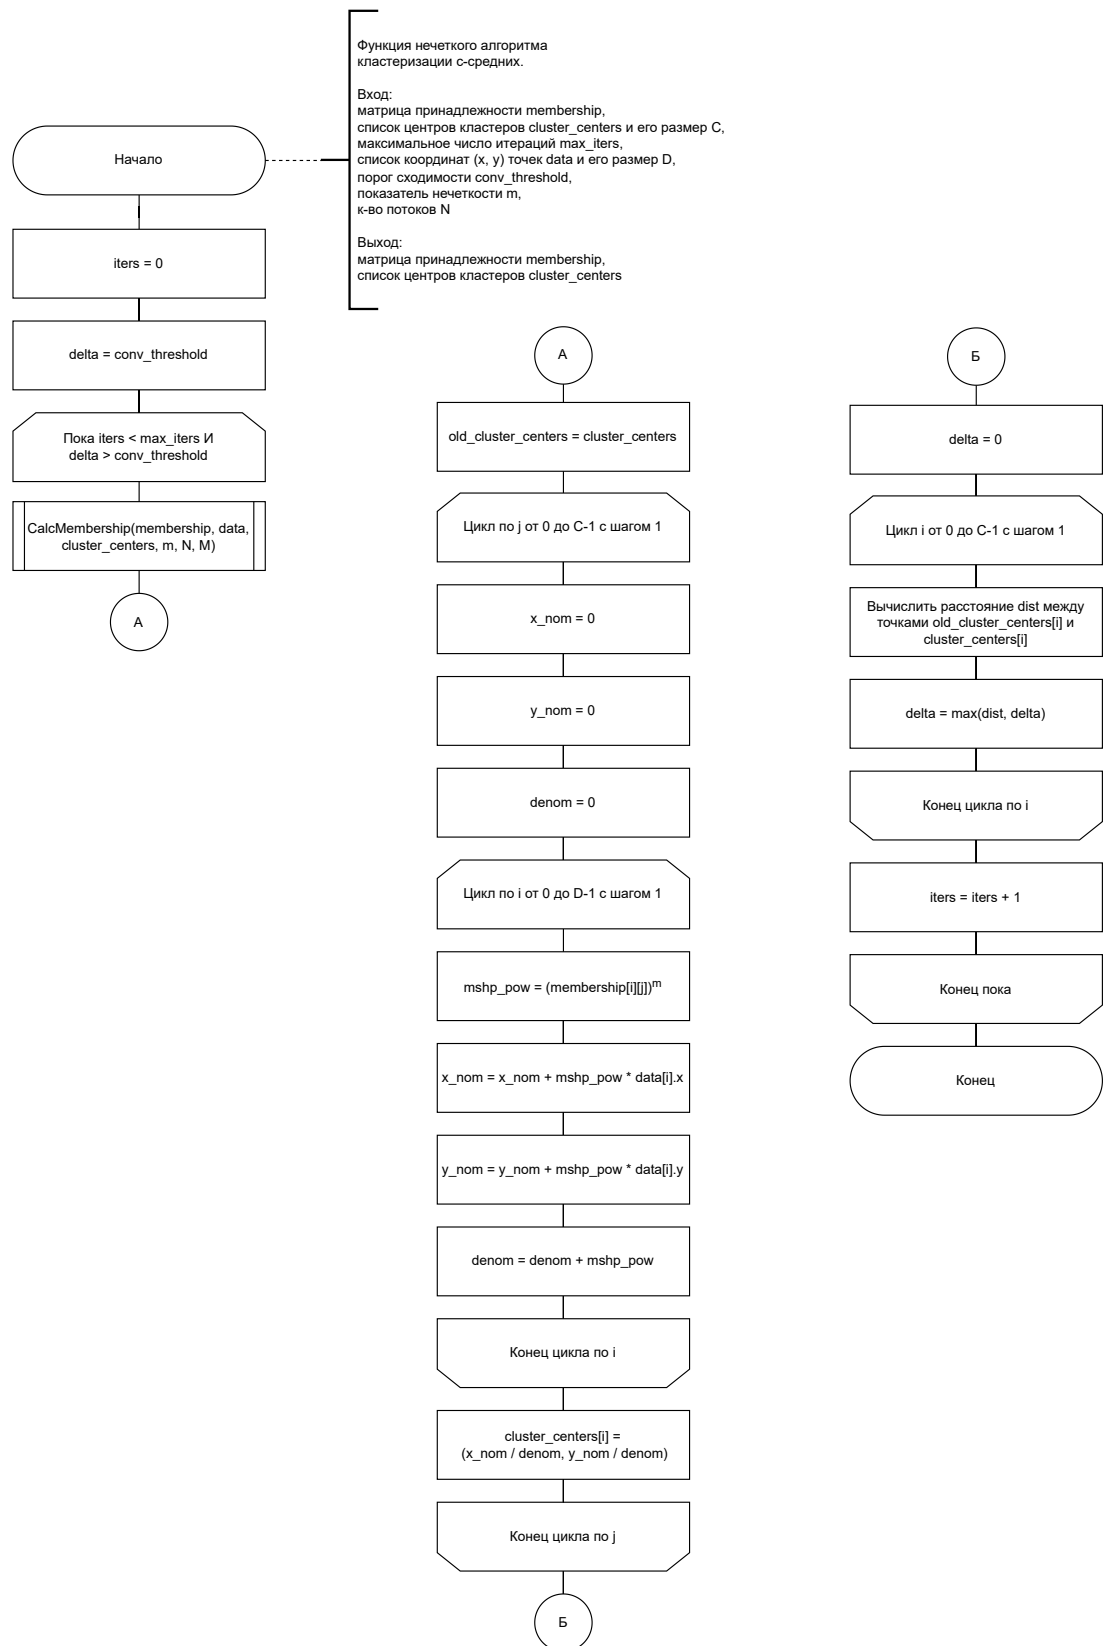 Функция нечеткого алгоритма
кластеризации c-средних.
Вход:
матрица принадлежности membership,
список центров кластеров cluster_centers и его размер C,
максимальное число итераций max_iters,
список координат (x, y) точек data и его размер D,
порог сходимости conv_threshold,
показатель нечеткости m,
к-во потоков N
Выход:
матрица принадлежности membership,
список центров кластеров cluster_centers
Начало
iters = 0
delta = conv_threshold
Пока iters < max_iters И
delta > conv_threshold
CalcMembership(membership, data,
cluster_centers, m, N, M)
А
А
old_cluster_centers = cluster_centers
Цикл по j от 0 до C-1 с шагом 1
x_nom = 0
y_nom = 0
denom = 0
Цикл по i от 0 до D-1 с шагом 1
mshp_pow = (membership[i][j])^m
x_nom = x_nom + mshp_pow * data[i].x
y_nom = y_nom + mshp_pow * data[i].y
denom = denom + mshp_pow
Конец цикла по i
cluster_centers[i] =
(x_nom / denom, y_nom / denom)
Конец цикла по j
Б
Б
delta = 0
Цикл i от 0 до C-1 с шагом 1
Вычислить расстояние dist между
точками old_cluster_centers[i] и
cluster_centers[i]
delta = max(dist, delta)
Конец цикла по i
iters = iters + 1
Конец пока
Конец